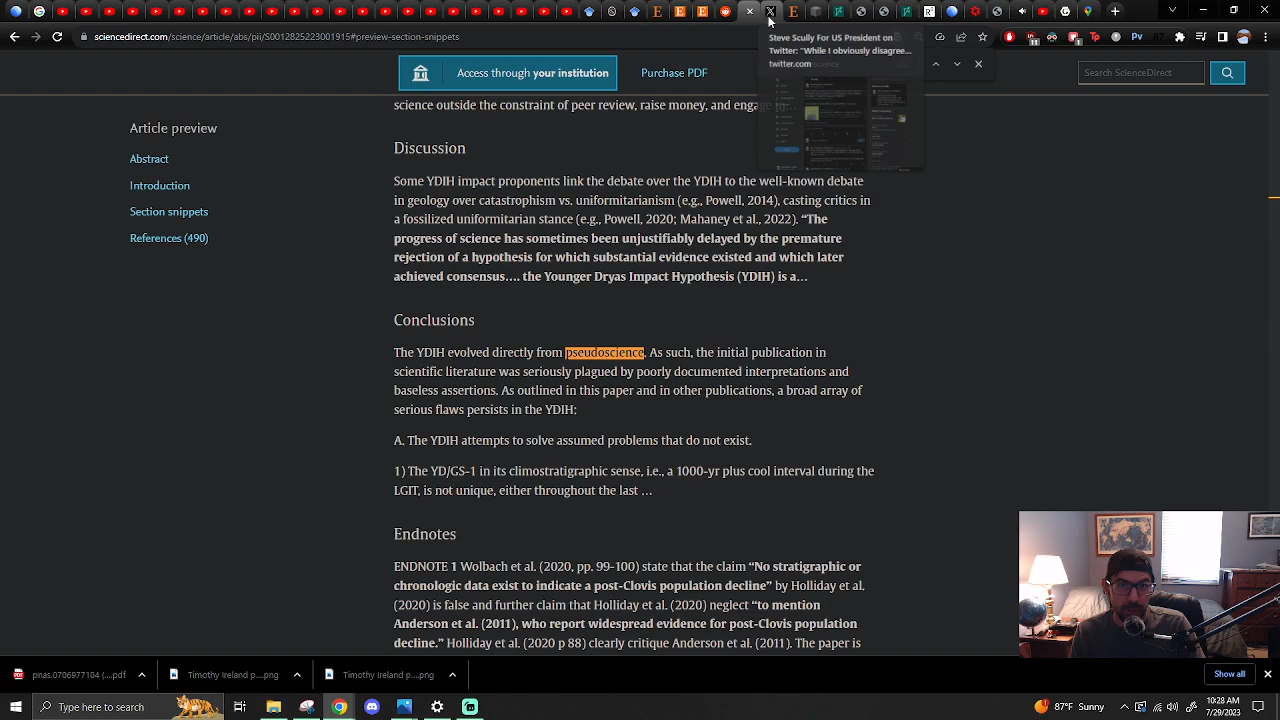 sciencedirect.com/science/article/abs/pii/S0012825223001915#preview-section-snippets
Steve Scully For US President on
Twitter: "While I obviously disagree...
twitter.com
Access through your institution
Purchase PDF
Search ScienceDirect
science outside the constraint of peer review, raise money, and engage in
Article preview
Abstract
Introduction
Section snippets
References (490)
Discussion
Some YDIH impact proponents link the debate over the YDIH to the well-known debate
in geology over catastrophism vs. uniformitarianism (e.g., Powell, 2014), casting critics in
a fossilized uniformitarian stance (e.g., Powell, 2020; Mahaney et al., 2022). “The
progress of science has sometimes been unjustifiably delayed by the premature
rejection of a hypothesis for which substantial evidence existed and which later
achieved consensus…. the Younger Dryas Impact Hypothesis (YDIH) is a…
Conclusions
The YDIH evolved directly from pseudoscience. As such, the initial publication in
scientific literature was seriously plagued by poorly documented interpretations and
baseless assertions. As outlined in this paper and in other publications, a broad array of
serious flaws persists in the YDIH:
A. The YDIH attempts to solve assumed problems that do not exist.
1) The YD/GS-1 in its climostratigraphic sense, i.e., a 1000-yr plus cool interval during the
LGIT, is not unique, either throughout the last …
Endnotes
ENDNOTE 1 Wolbach et al. (2020, pp. 99-100) state that the claim “No stratigraphic or
chronologic data exist to indicate a post-Clovis population decline” by Holliday et al.
(2020) is false and further claim that Holliday et al. (2020) neglect “to mention
Anderson et al. (2011), who report widespread evidence for post-Clovis population
decline.” Holliday et al. (2020 p 88) clearly critique Anderson et al. (2011). The paper is
pnas.0706977104 (....pdf
Timothy Ireland p....png
Timothy Ireland p....png
Show all
Type here to search
87°F Sunny
10:28 AM
7/29/2023